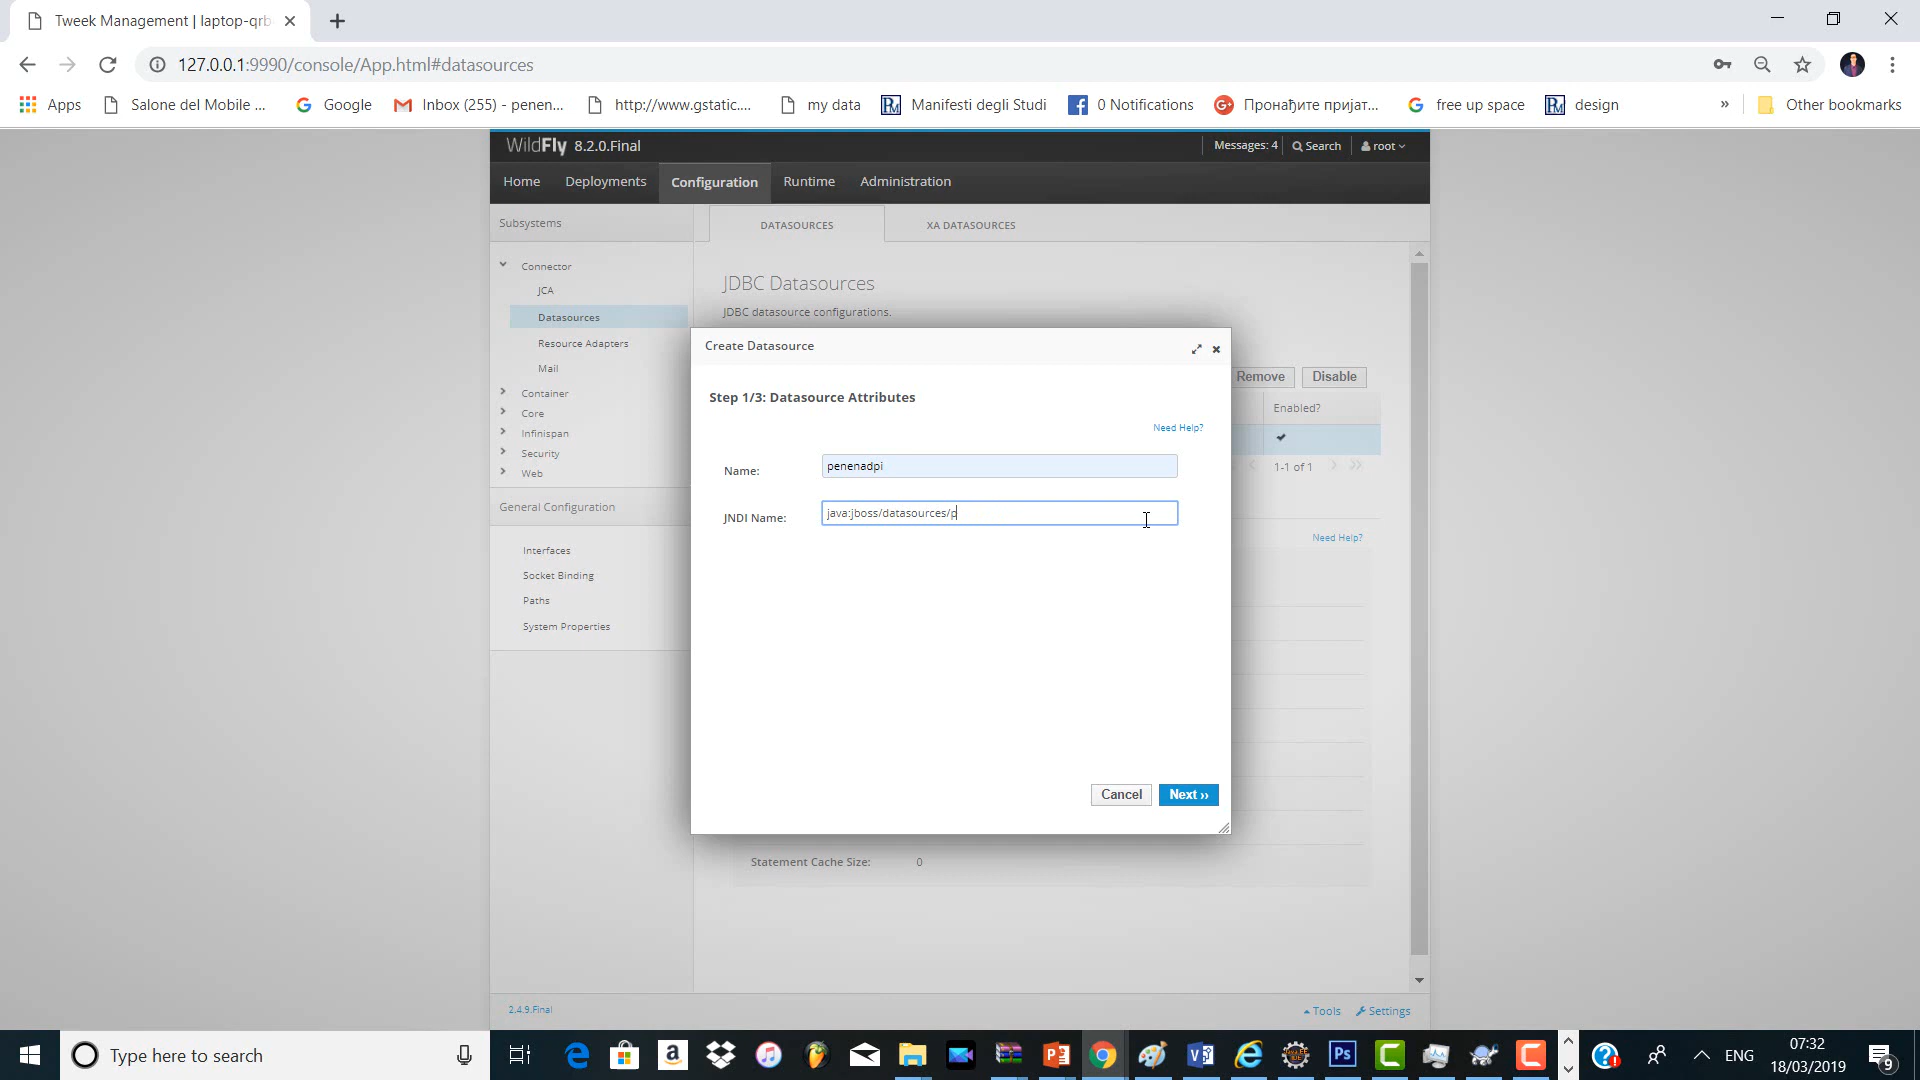 Tweek Management | laptop-qrb
127.0.0.1:9990/console/App.html#datasources
Apps
Salone del Mobile ...
Google
Inbox (255) - penen...
http://www.gstatic....
my data
Manifesti degli Studi
0 Notifications
Пронађите пријат...
free up space
design
»
Other bookmarks
WildFly 8.2.0.Final
Messages: 4
Search
root
Home
Deployments
Configuration
Runtime
Administration
Subsystems
DATASOURCES
XA DATASOURCES
Connector
JCA
Datasources
Resource Adapters
Mail
Container
Core
Infinispan
Security
Web
General Configuration
Interfaces
Socket Binding
Paths
System Properties
JDBC Datasources
JDBC datasource configurations.
Remove
Disable
Enabled?
1-1 of 1
Need Help?
Create Datasource
Step 1/3: Datasource Attributes
Need Help?
Name:
penenadpi
JNDI Name:
java:jboss/datasources/p
Cancel
Next ››
Statement Cache Size:
0
2.4.9.Final
Tools
Settings
Type here to search
ENG
07:32
18/03/2019
9